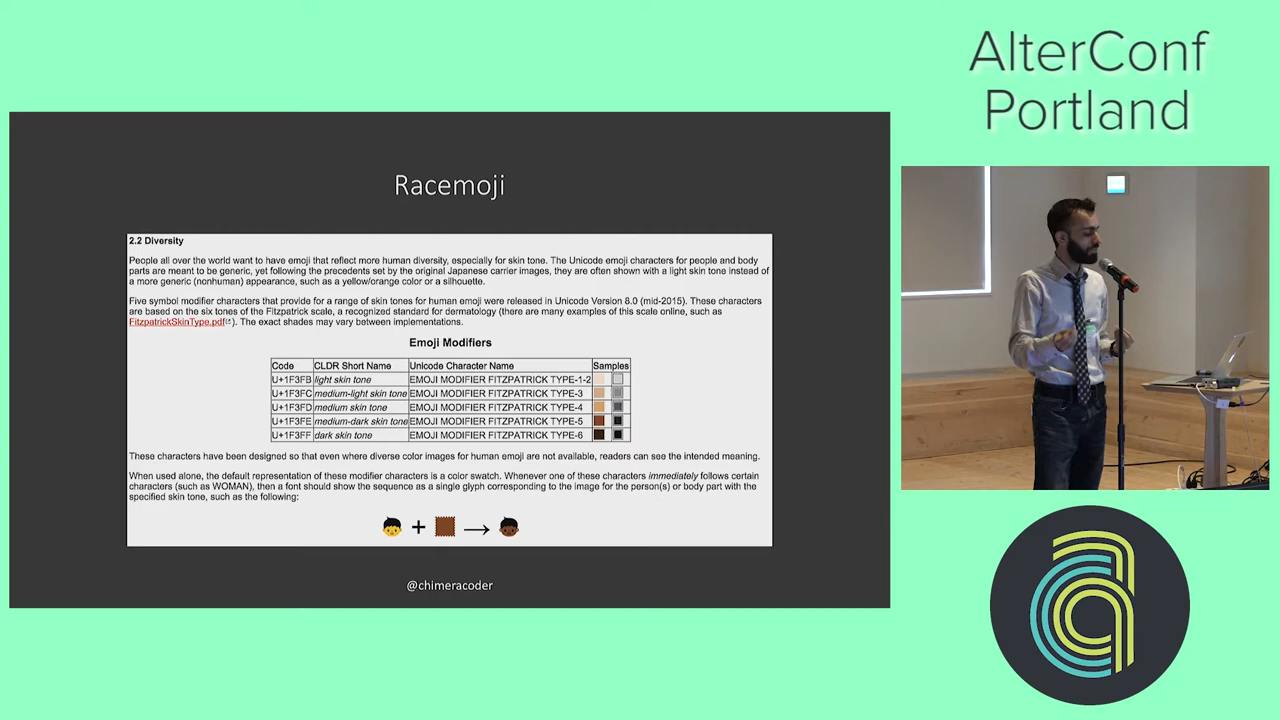 AlterConf
Portland
Racemoji
2.2 Diversity
People all over the world want to have emoji that reflect more human diversity, especially for skin tone. The Unicode emoji characters for people and body
parts are meant to be generic, yet following the precedents set by the original Japanese carrier images, they are often shown with a light skin tone instead of
a more generic (nonhuman) appearance, such as a yellow/orange color or a silhouette.
Five symbol modifier characters that provide for a range of skin tones for human emoji were released in Unicode Version 8.0 (mid-2015). These characters
are based on the six tones of the Fitzpatrick scale, a recognized standard for dermatology (there are many examples of this scale online, such as
FitzpatrickSkinType.pdf). The exact shades may vary between implementations.
Emoji Modifiers
Code CLDR Short Name Unicode Character Name Samples
U+1F3FB light skin tone EMOJI MODIFIER FITZPATRICK TYPE-1-2
U+1F3FC medium-light skin tone EMOJI MODIFIER FITZPATRICK TYPE-3
U+1F3FD medium skin tone EMOJI MODIFIER FITZPATRICK TYPE-4
U+1F3FE medium-dark skin tone EMOJI MODIFIER FITZPATRICK TYPE-5
U+1F3FF dark skin tone EMOJI MODIFIER FITZPATRICK TYPE-6
These characters have been designed so that even where diverse color images for human emoji are not available, readers can see the intended meaning.
When used alone, the default representation of these modifier characters is a color swatch. Whenever one of these characters immediately follows certain
characters (such as WOMAN), then a font should show the sequence as a single glyph corresponding to the image for the person(s) or body part with the
specified skin tone, such as the following:
@chimeracoder